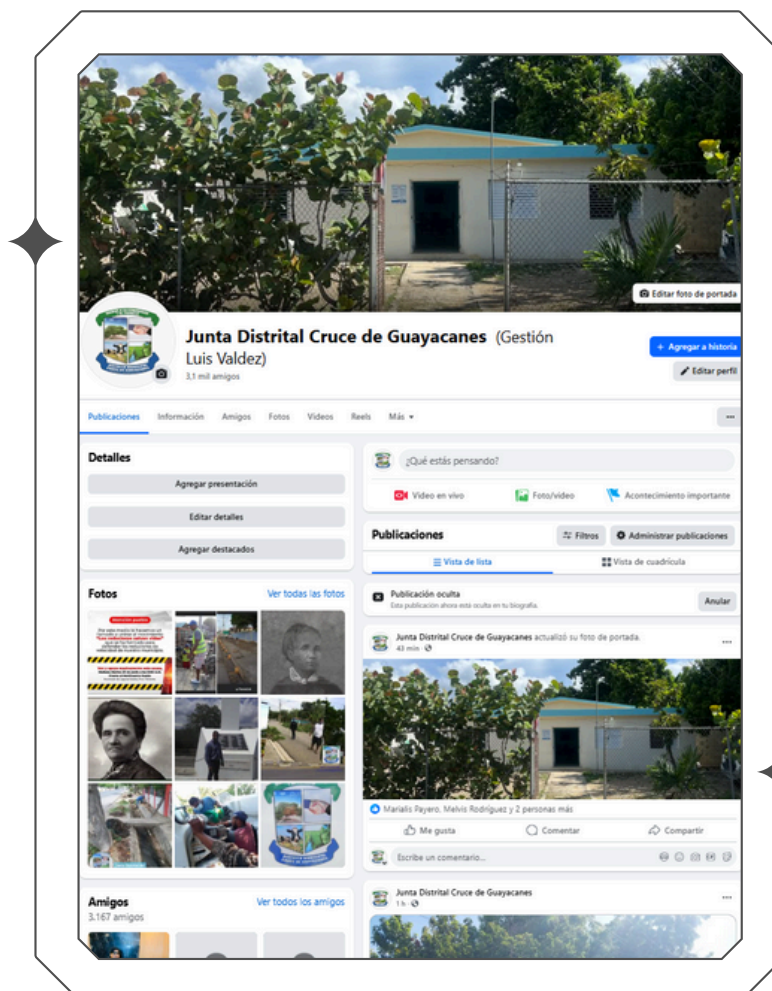 Editar foto de portada
Junta Distrital Cruce de Guayacanes (Gestión
Luis Valdez)
3,1 mil amigos
+ Agregar a historia
Editar perfil
Publicaciones Información Amigos Fotos Videos Reels Más
Detalles
Agregar presentación
Editar detalles
Agregar destacados
¿Qué estás pensando?
Video en vivo Foto/video Acontecimiento importante
Publicaciones Filtros Administrar publicaciones
Vista de lista Vista de cuadrícula
Publicación oculta
Esta publicación ahora está oculta en tu biografía.
Anular
Fotos Ver todas las fotos
Junta Distrital Cruce de Guayacanes actualizó su foto de portada.
43 min
Marialis Payero, Melvis Rodríguez y 2 personas más
Me gusta Comentar Compartir
Escribe un comentario...
Amigos Ver todos los amigos
3.167 amigos
Junta Distrital Cruce de Guayacanes
1 h